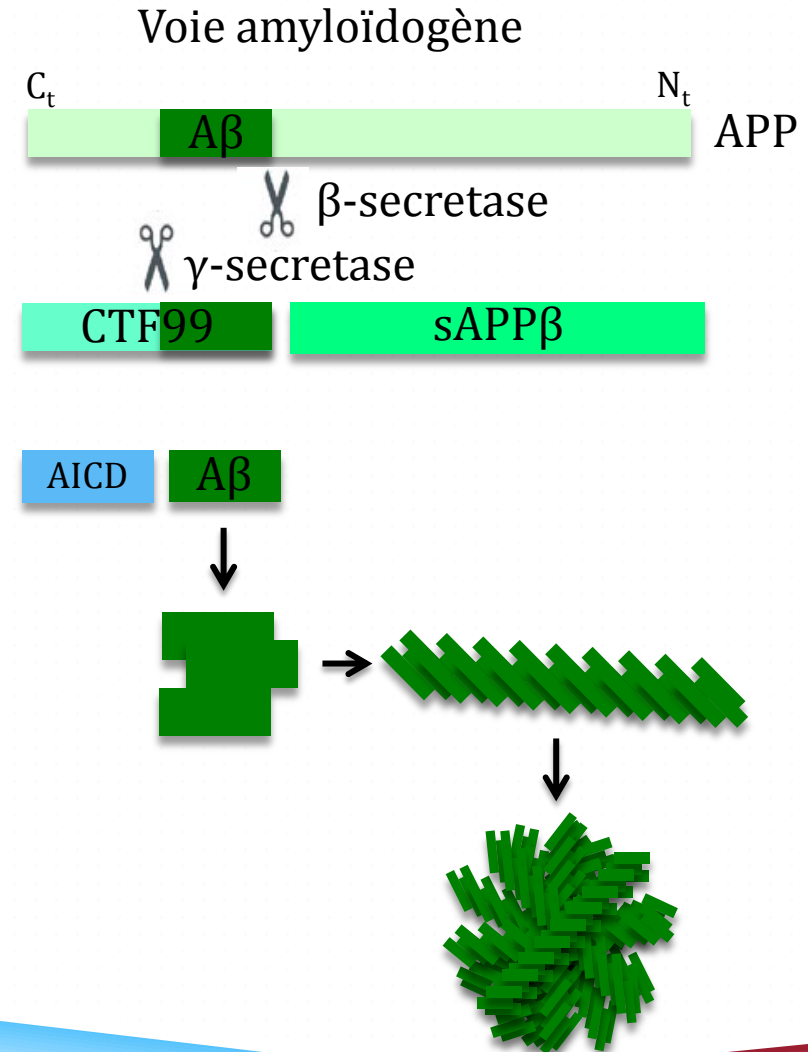 Voie amyloïdogène
Ct Nt
Aβ APP
β-secretase
γ-secretase
CTF99 sAPPβ
AICD Aβ